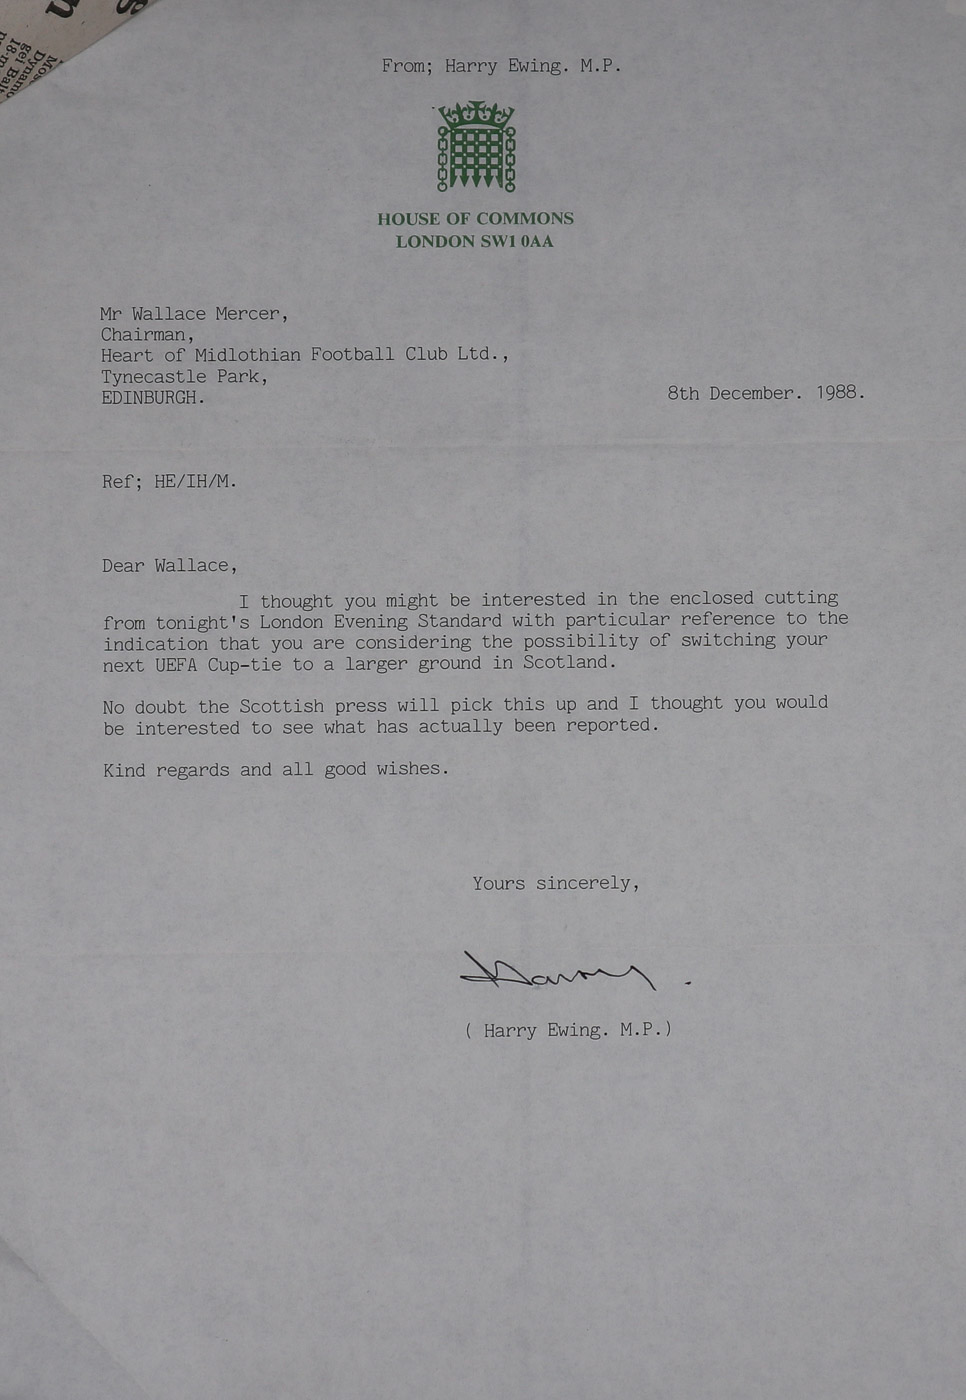 From; Harry Ewing. M.P.
HOUSE OF COMMONS
LONDON SW1 0AA
Mr Wallace Mercer,
Chairman,
Heart of Midlothian Football Club Ltd.,
Tynecastle Park,
EDINBURGH.
8th December. 1988.
Ref; HE/IH/M.
Dear Wallace,
I thought you might be interested in the enclosed cutting
from tonight's London Evening Standard with particular reference to the
indication that you are considering the possibility of switching your
next UEFA Cup-tie to a larger ground in Scotland.
No doubt the Scottish press will pick this up and I thought you would
be interested to see what has actually been reported.
Kind regards and all good wishes.
Yours sincerely,
Harry.
( Harry Ewing. M.P.)